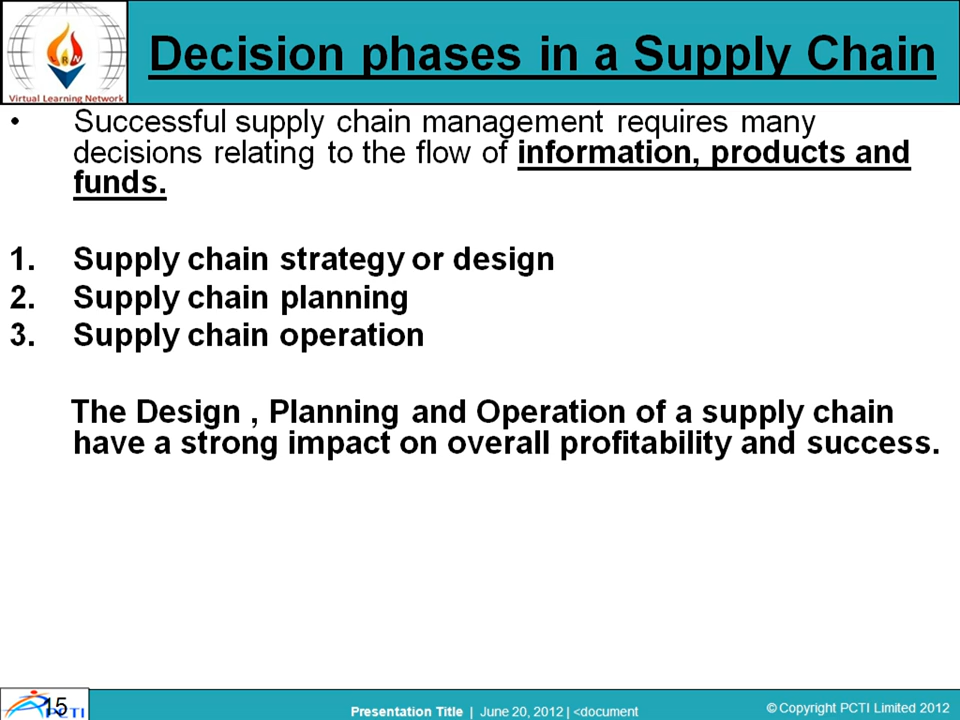 Decision phases in a Supply Chain
RN
Virtual Learning Network
• Successful supply chain management requires many
decisions relating to the flow of information, products and
funds.
1. Supply chain strategy or design
2. Supply chain planning
3. Supply chain operation
The Design , Planning and Operation of a supply chain
have a strong impact on overall profitability and success.
15
PCTI
Presentation Title | June 20, 2012 | <document
© Copyright PCTI Limited 2012